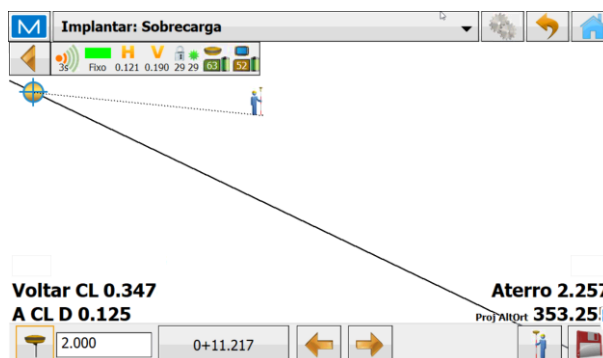 M Implantar: Sobrecarga
3s Fixo H 0.121 V 0.190 29 29 63 52
Voltar CL 0.347
A CL D 0.125
Aterro 2.257
Proj AltOrt 353.25
2.000 0+11.217